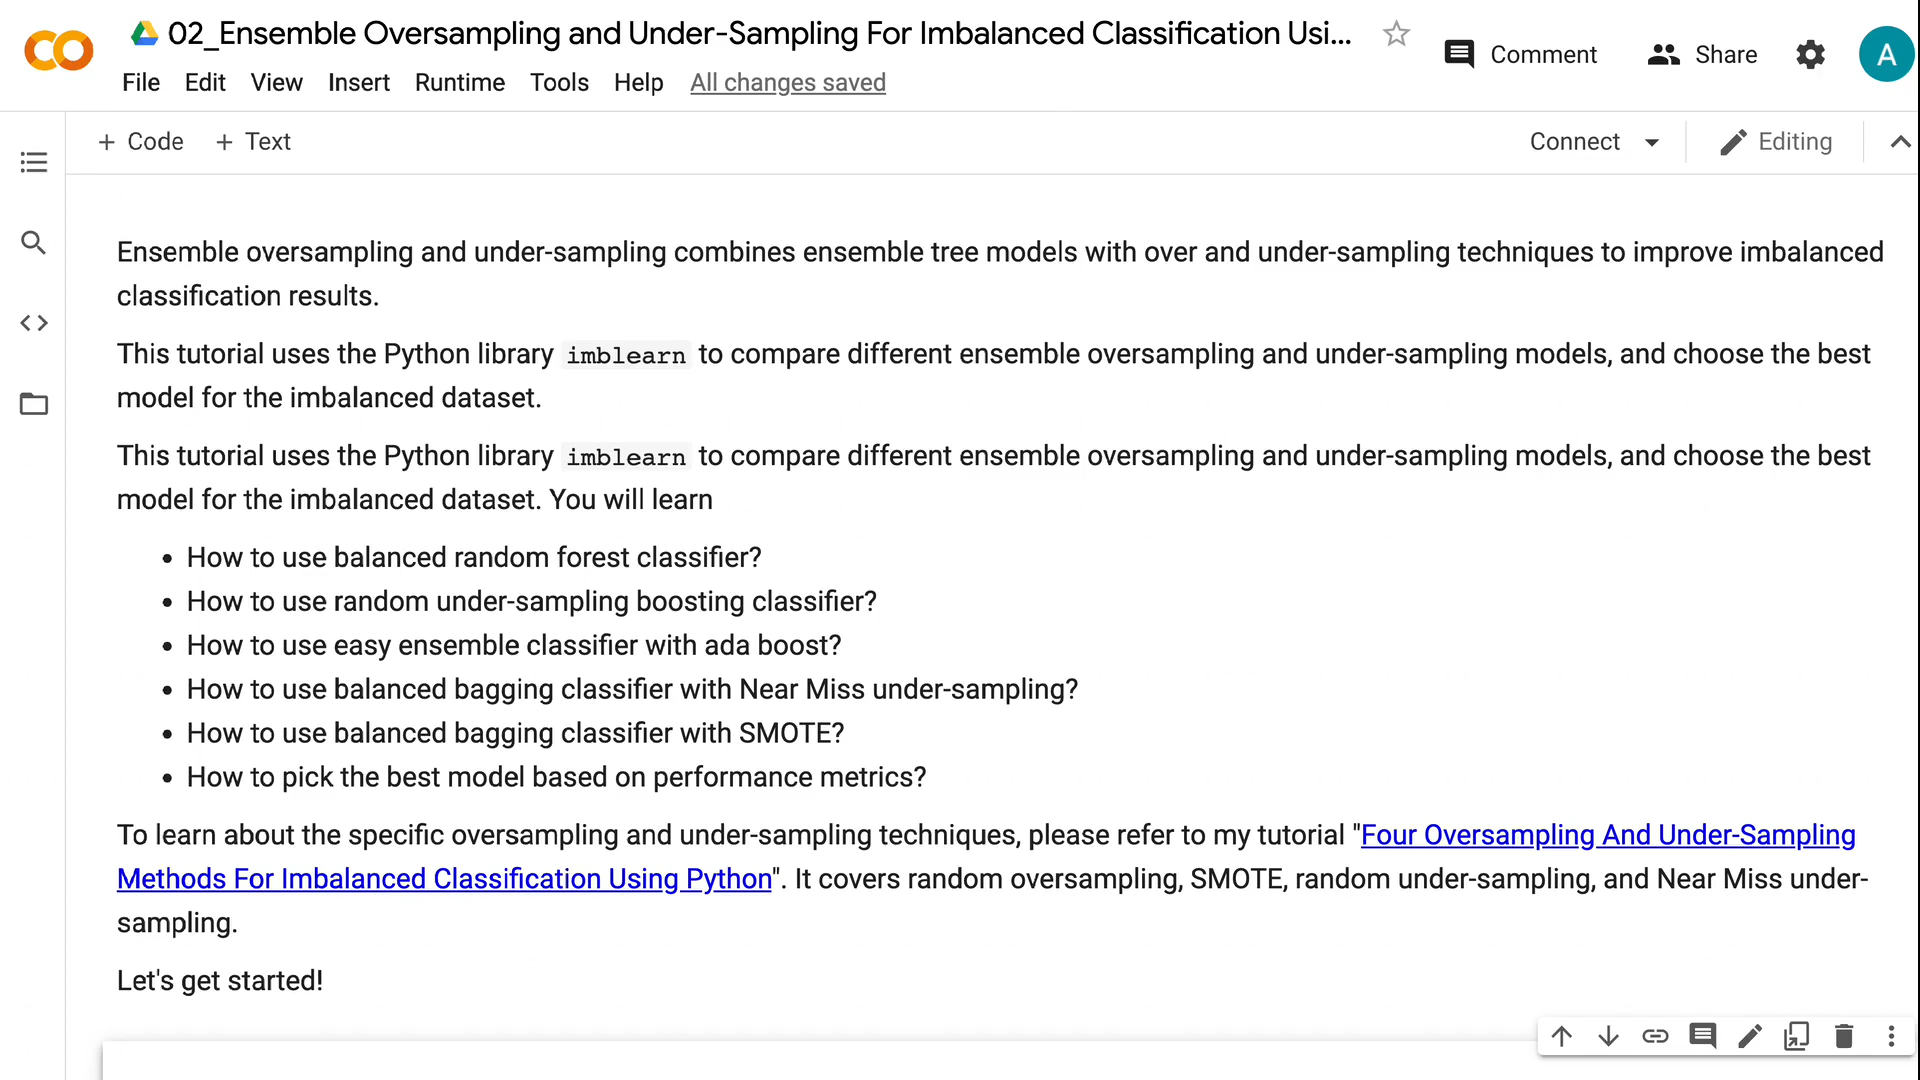 02_Ensemble Oversampling and Under-Sampling For Imbalanced Classification Usi...
Comment
Share
A
File Edit View Insert Runtime Tools Help All changes saved
+ Code + Text
Connect
Editing
Ensemble oversampling and under-sampling combines ensemble tree models with over and under-sampling techniques to improve imbalanced
classification results.
This tutorial uses the Python library imblearn to compare different ensemble oversampling and under-sampling models, and choose the best
model for the imbalanced dataset.
This tutorial uses the Python library imblearn to compare different ensemble oversampling and under-sampling models, and choose the best
model for the imbalanced dataset. You will learn
• How to use balanced random forest classifier?
• How to use random under-sampling boosting classifier?
• How to use easy ensemble classifier with ada boost?
• How to use balanced bagging classifier with Near Miss under-sampling?
• How to use balanced bagging classifier with SMOTE?
• How to pick the best model based on performance metrics?
To learn about the specific oversampling and under-sampling techniques, please refer to my tutorial "Four Oversampling And Under-Sampling
Methods For Imbalanced Classification Using Python". It covers random oversampling, SMOTE, random under-sampling, and Near Miss under-
sampling.
Let's get started!